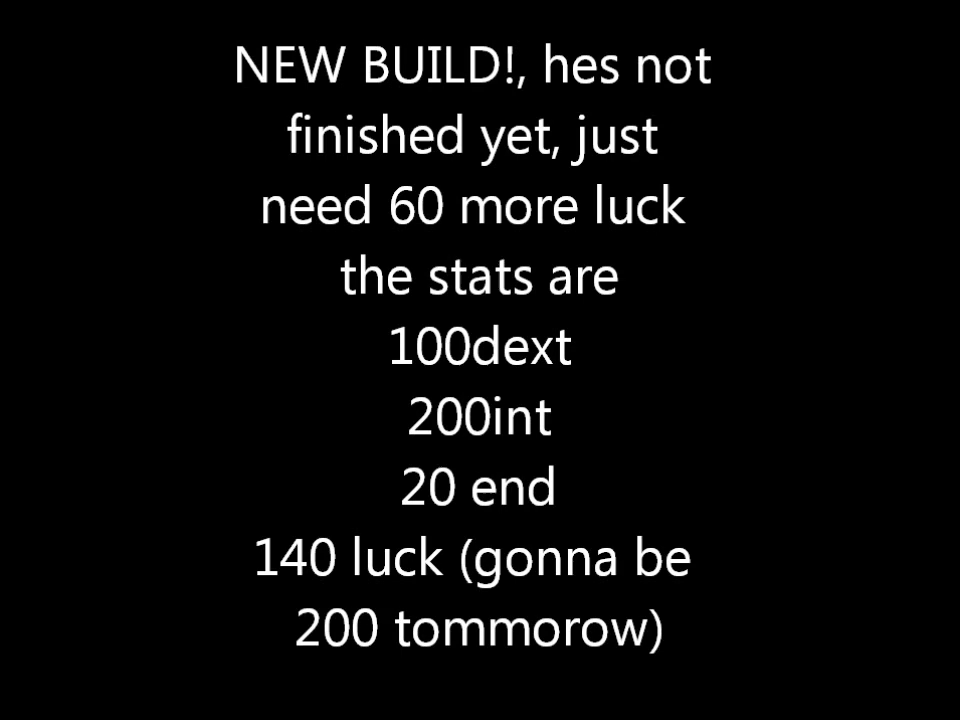 NEW BUILD!, hes not
finished yet, just
need 60 more luck
the stats are
100dext
200int
20 end
140 luck (gonna be
200 tommorow)